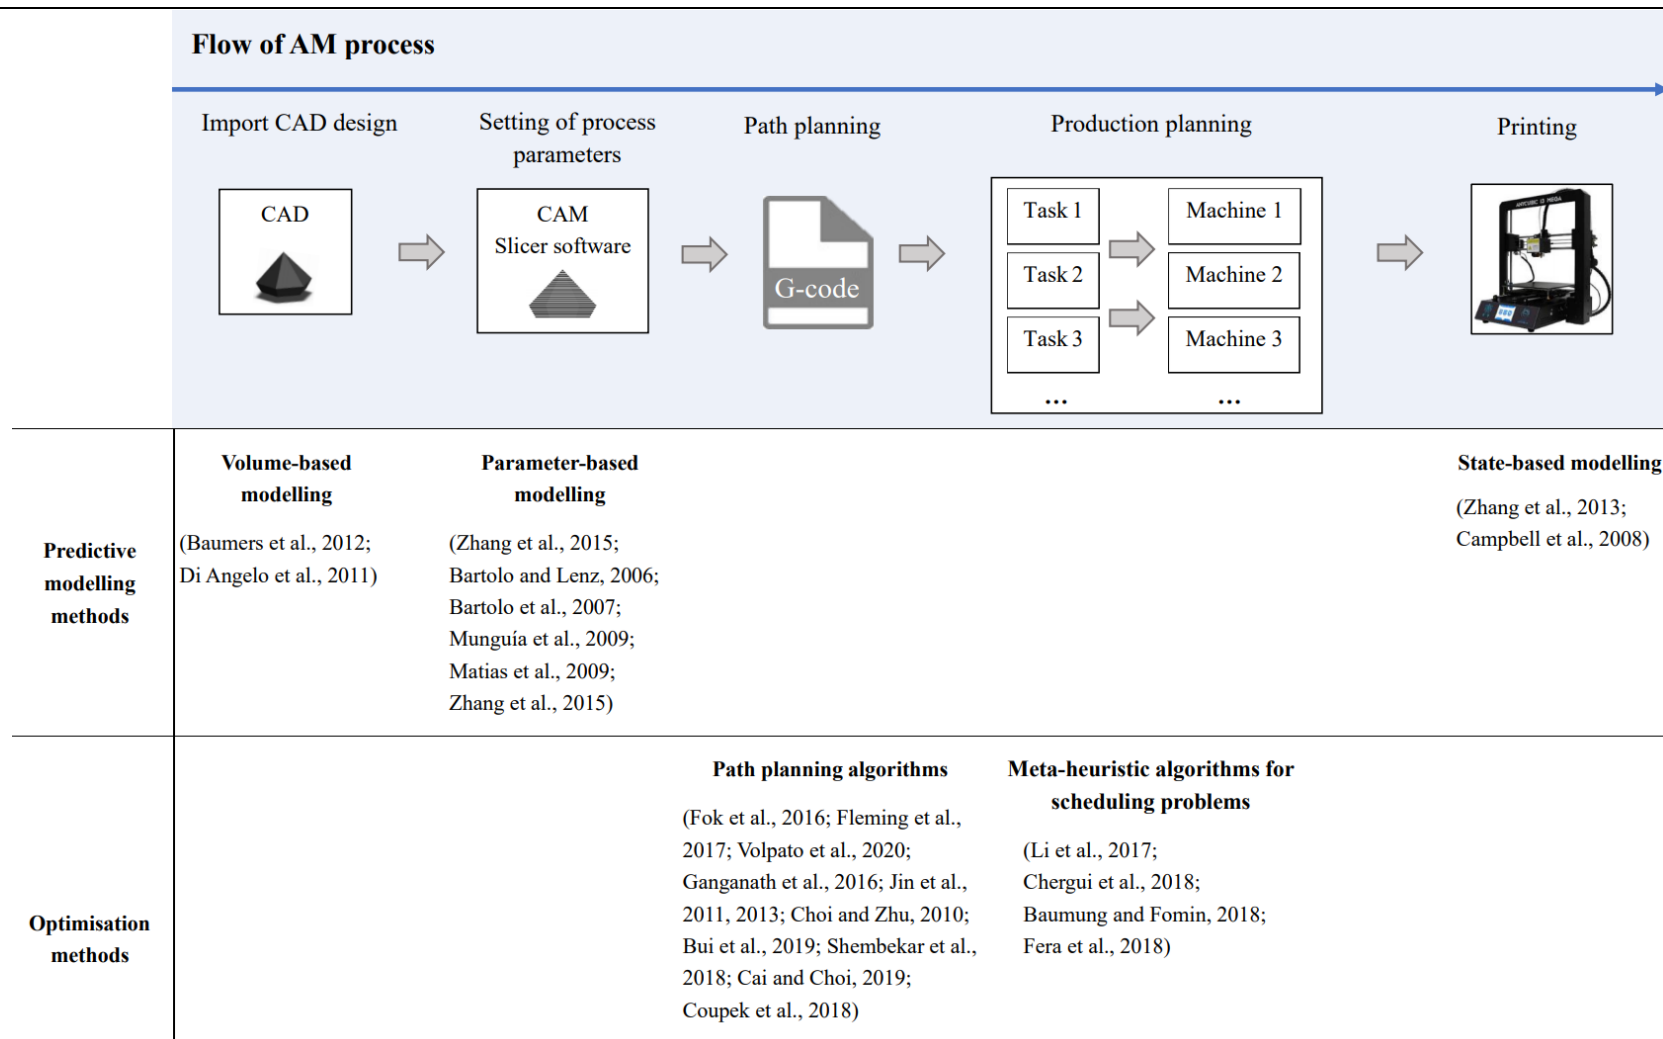 Flow of AM process
Import CAD design
Setting of process
parameters
Path planning
Production planning
Printing
CAD
CAM
Slicer software
G-code
Task 1
Machine 1
Task 2
Machine 2
Task 3
Machine 3
...
...
ANYCUBIC I3 MEGA
Predictive
modelling
methods
Volume-based
modelling
(Baumers et al., 2012;
Di Angelo et al., 2011)
Parameter-based
modelling
(Zhang et al., 2015;
Bartolo and Lenz, 2006;
Bartolo et al., 2007;
Munguía et al., 2009;
Matias et al., 2009;
Zhang et al., 2015)
State-based modelling
(Zhang et al., 2013;
Campbell et al., 2008)
Optimisation
methods
Path planning algorithms
(Fok et al., 2016; Fleming et al.,
2017; Volpato et al., 2020;
Ganganath et al., 2016; Jin et al.,
2011, 2013; Choi and Zhu, 2010;
Bui et al., 2019; Shembekar et al.,
2018; Cai and Choi, 2019;
Coupek et al., 2018)
Meta-heuristic algorithms for
scheduling problems
(Li et al., 2017;
Chergui et al., 2018;
Baumung and Fomin, 2018;
Fera et al., 2018)